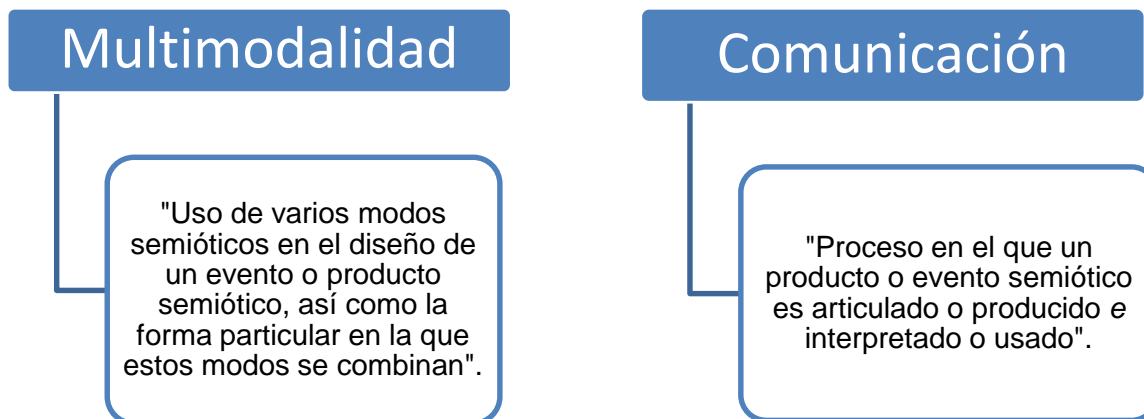 Multimodalidad
"Uso de varios modos
semióticos en el diseño de
un evento o producto
semiótico, así como la
forma particular en la que
estos modos se combinan".
Comunicación
"Proceso en el que un
producto o evento semiótico
es articulado o producido e
interpretado o usado".